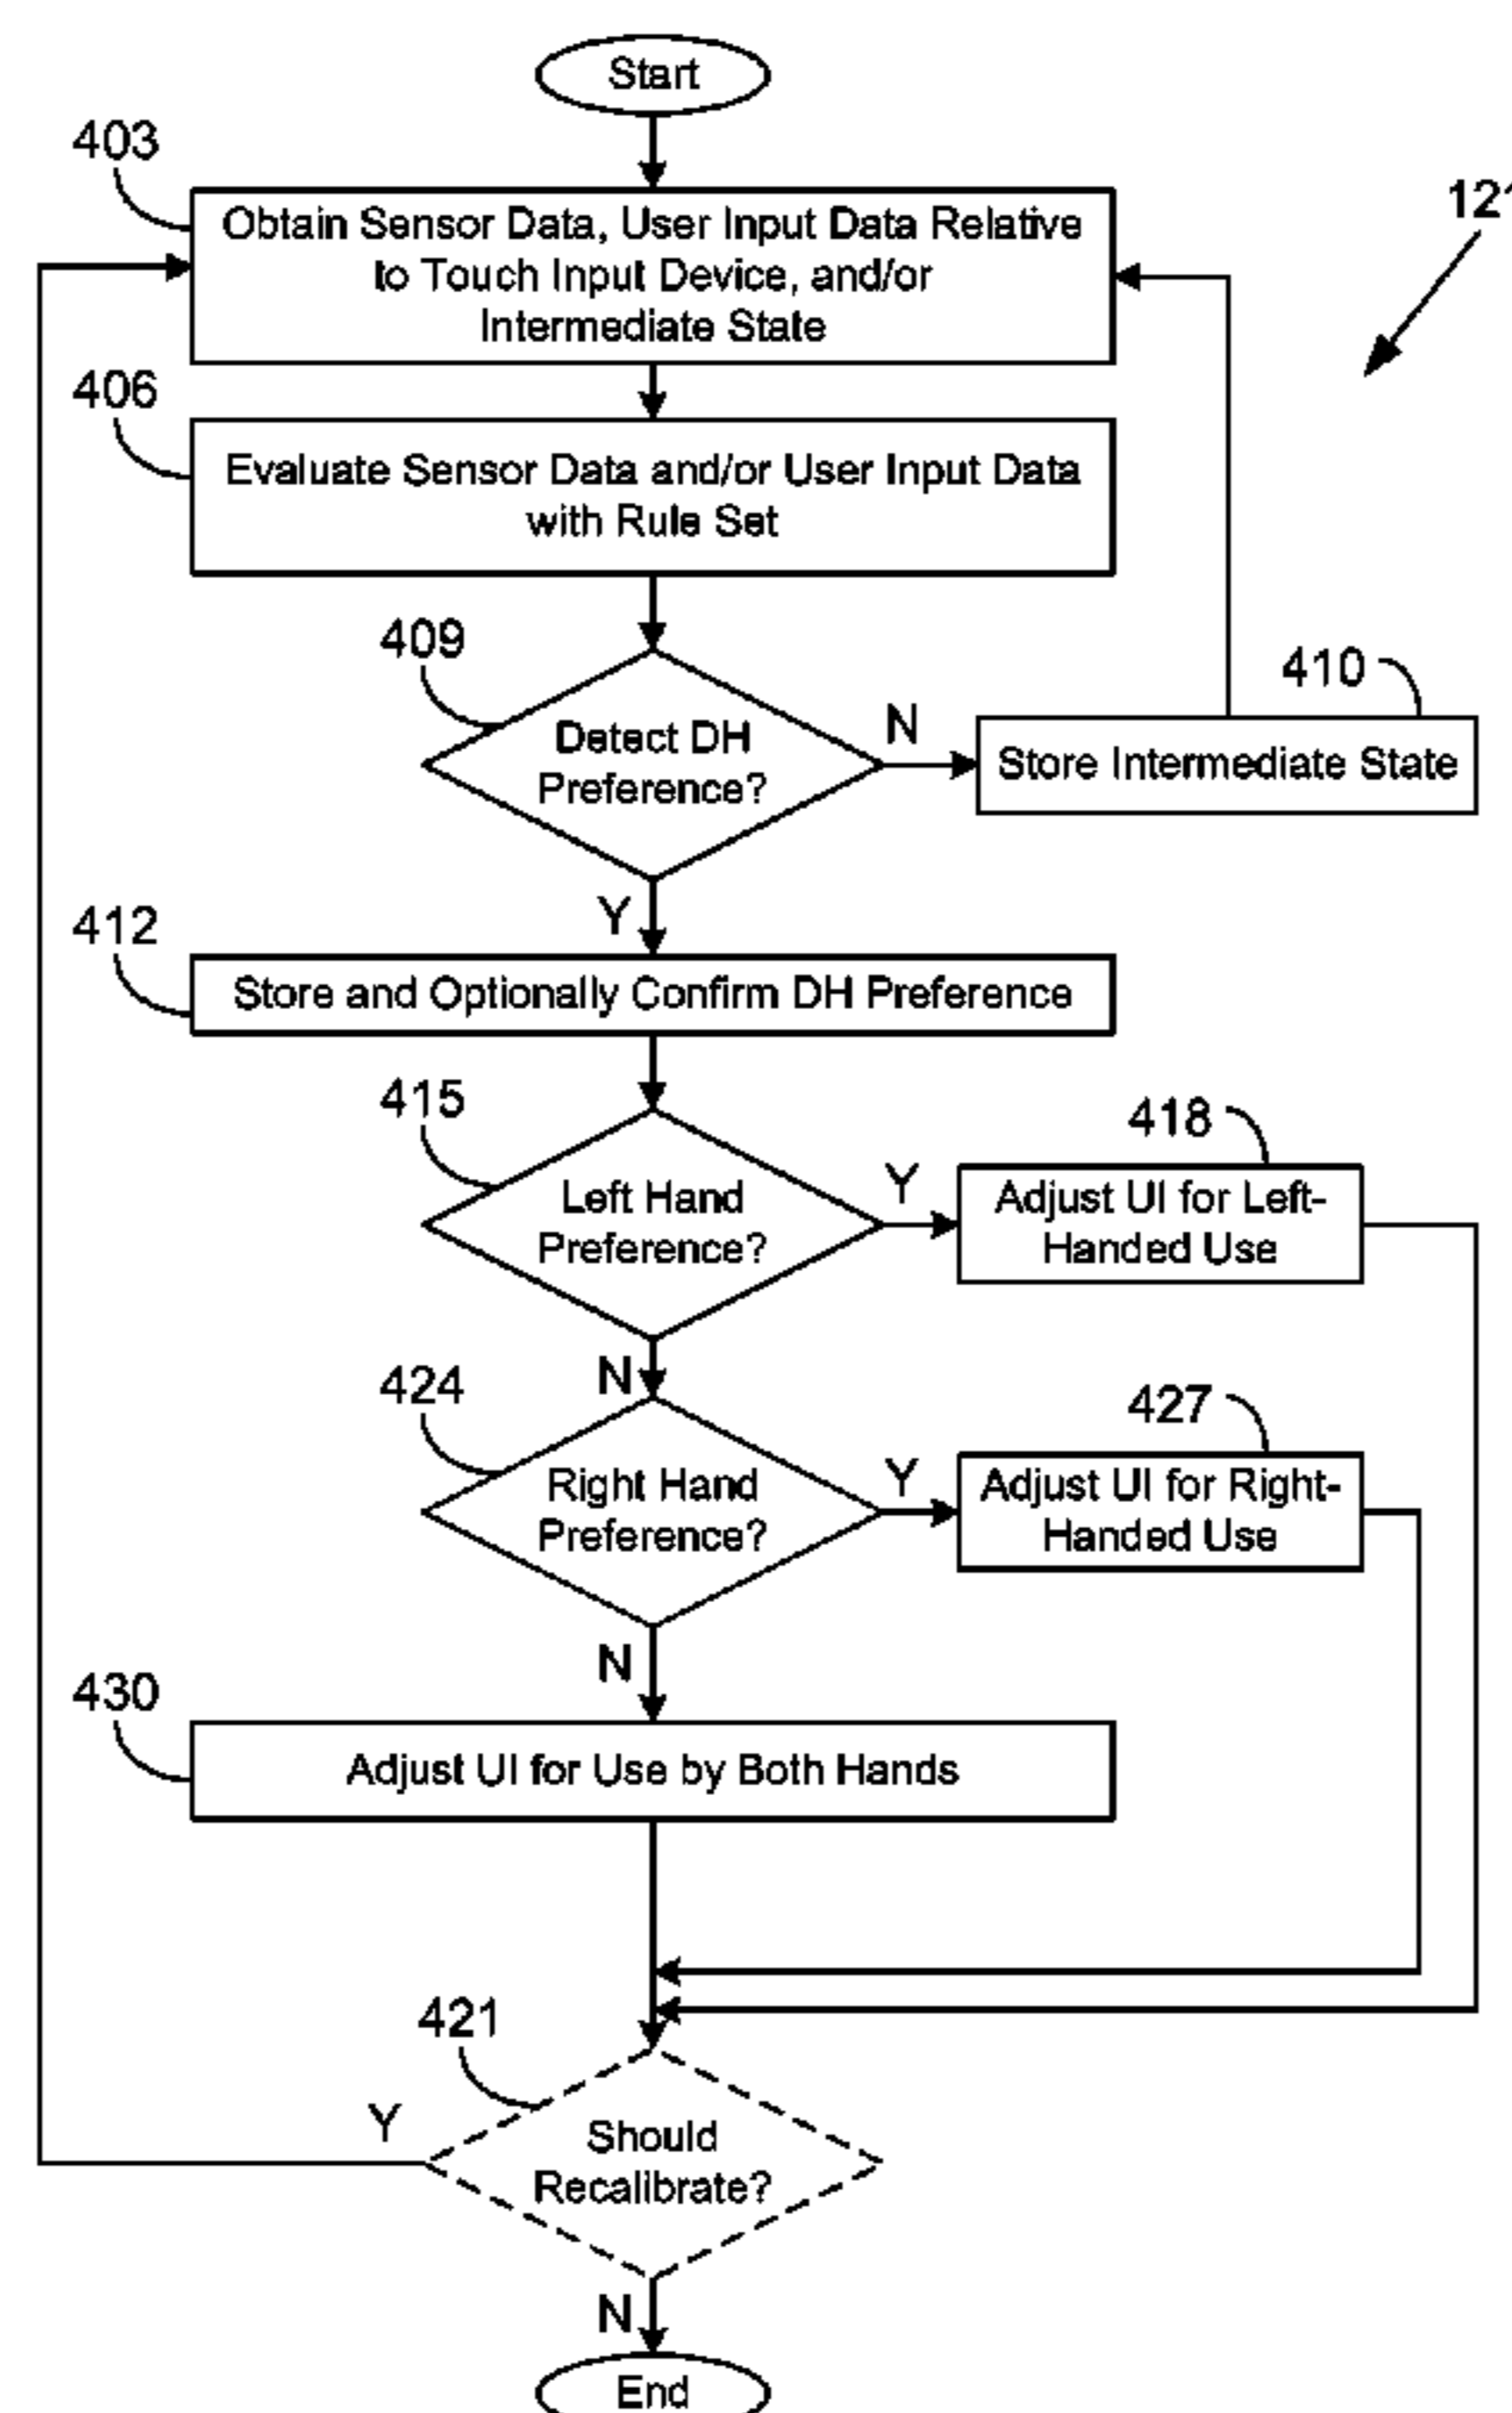 Start
403
121
Obtain Sensor Data, User Input Data Relative
to Touch Input Device, and/or
Intermediate State
406
Evaluate Sensor Data and/or User Input Data
with Rule Set
409
Detect DH
Preference?
N
410
Store Intermediate State
Y
412
Store and Optionally Confirm DH Preference
415
Left Hand
Preference?
Y
418
Adjust UI for Left-
Handed Use
N
424
Right Hand
Preference?
Y
427
Adjust UI for Right-
Handed Use
N
430
Adjust UI for Use by Both Hands
421
Should
Recalibrate?
Y
N
End